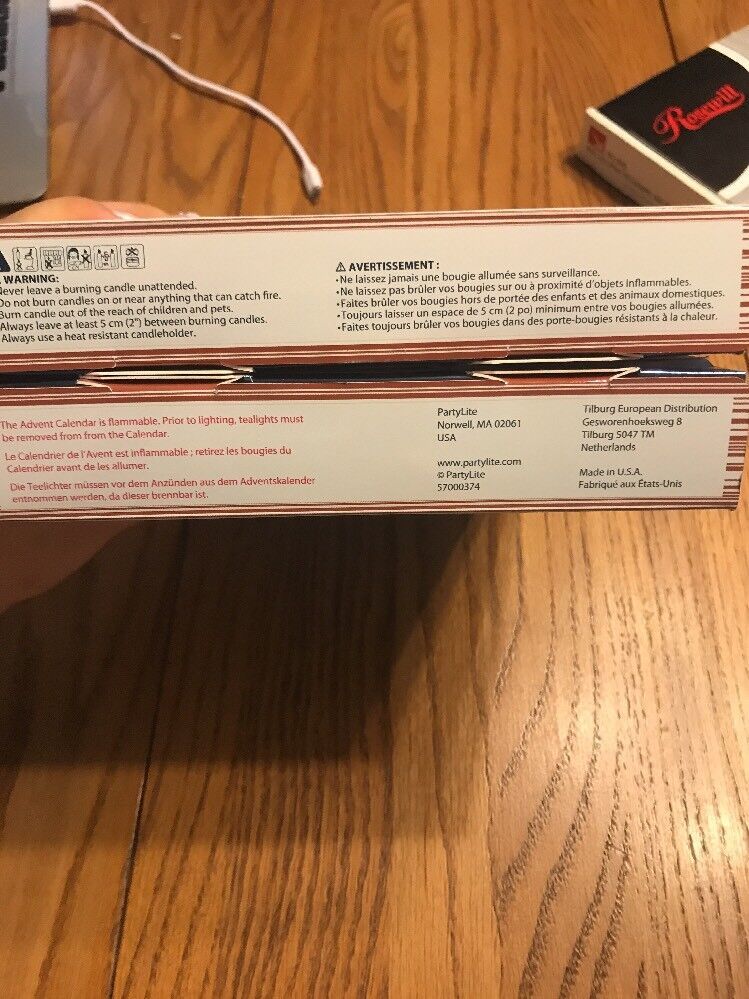 Rosewill
WARNING:
Never leave a burning candle unattended.
Do not burn candles on or near anything that can catch fire.
Burn candle out of the reach of children and pets.
Always leave at least 5 cm (2") between burning candles.
Always use a heat resistant candleholder.
AVERTISSEMENT :
•Ne laissez jamais une bougie allumée sans surveillance.
•Ne laissez pas brûler vos bougies sur ou à proximité d'objets inflammables.
•Faites brûler vos bougies hors de portée des enfants et des animaux domestiques.
•Toujours laisser un espace de 5 cm (2 po) minimum entre vos bougies allumées.
•Faites toujours brûler vos bougies dans des porte-bougies résistants à la chaleur.
The Advent Calendar is flammable. Prior to lighting, tealights must
be removed from from the Calendar.
Le Calendrier de l'Avent est inflammable ; retirez les bougies du
Calendrier avant de les allumer.
Die Teelichter müssen vor dem Anzünden aus dem Adventskalender
entnommen werden, da dieser brennbar ist.
PartyLite
Norwell, MA 02061
USA
www.partylite.com
© PartyLite
57000374
Tilburg European Distribution
Gesworenhoeksweg 8
Tilburg 5047 TM
Netherlands
Made in U.S.A.
Fabriqué aux États-Unis